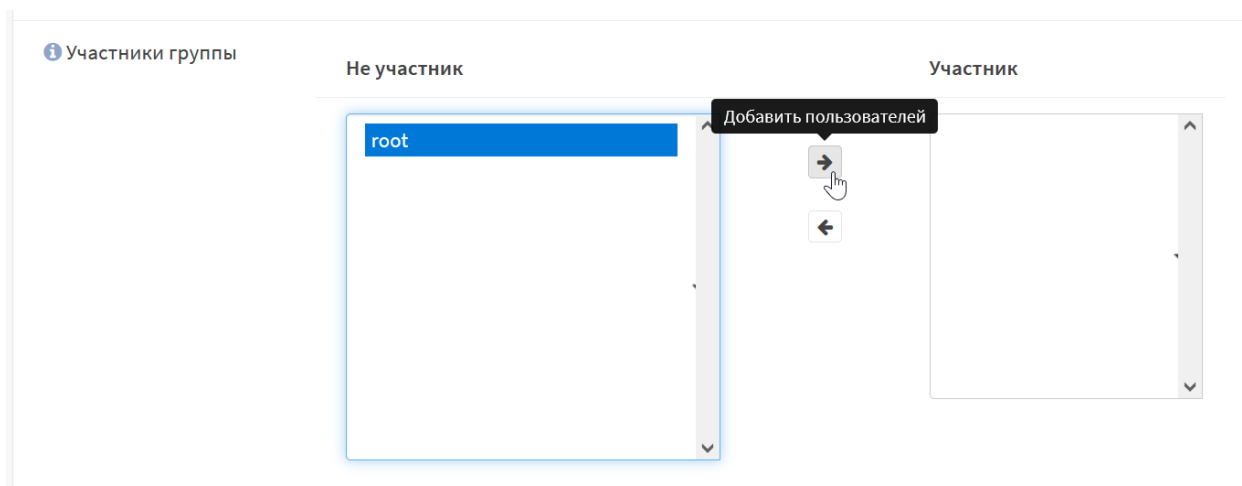 Участники группы
Не участник
Участник
Добавить пользователей
root